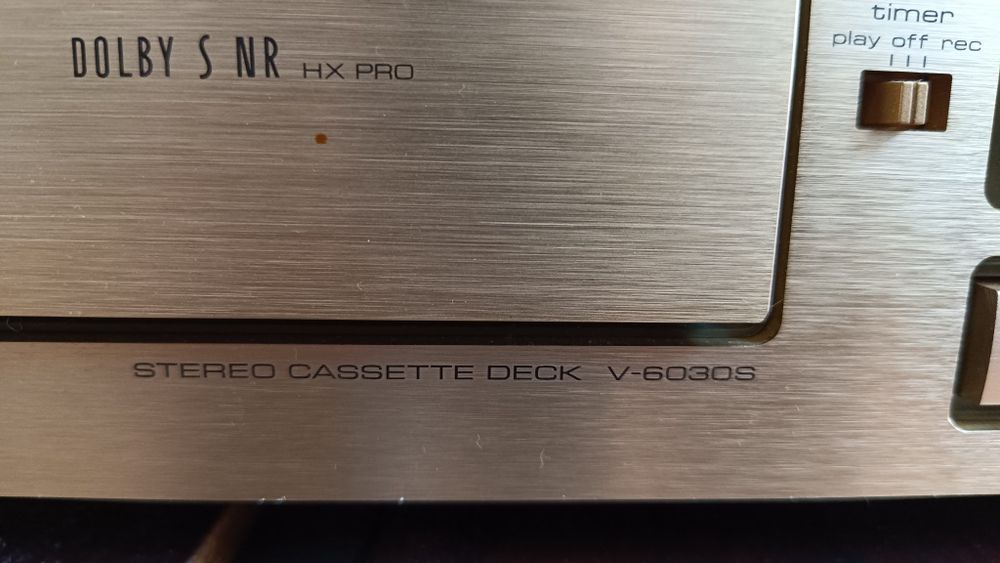 DOLBY S NR HX PRO
timer
play off rec
STEREO CASSETTE DECK V-6030S